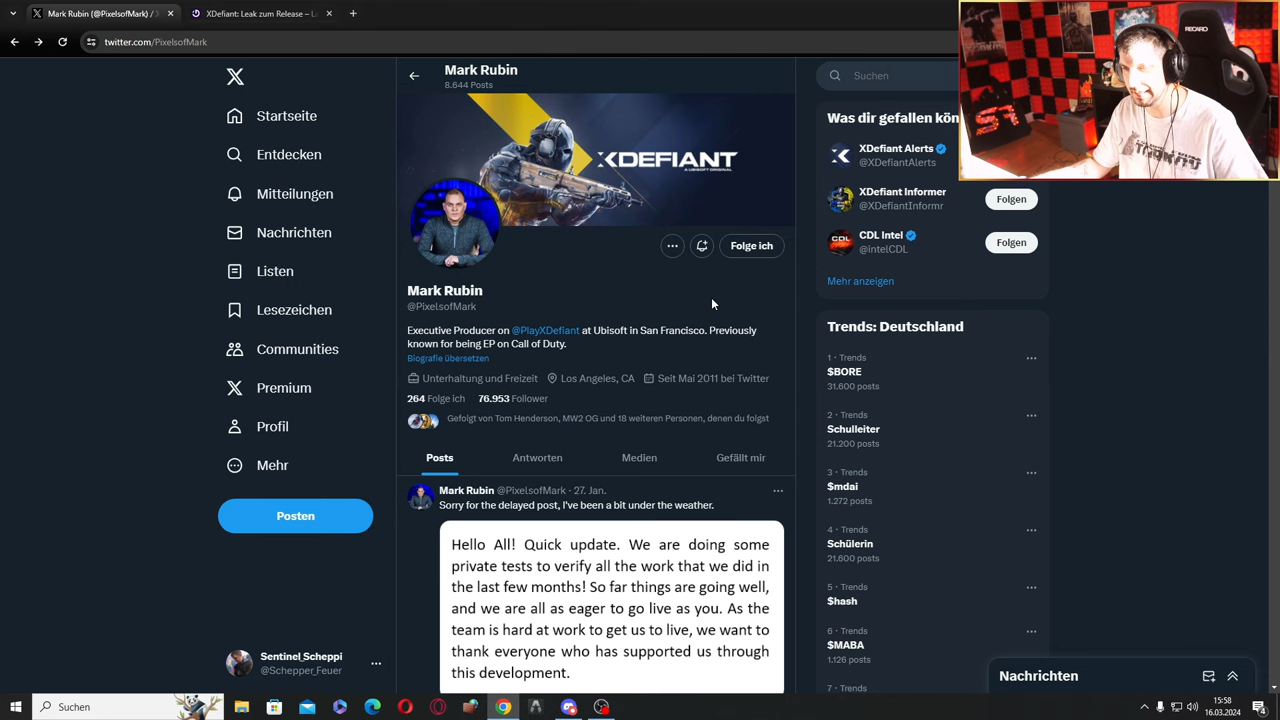 Mark Rubin (@PixelsofMark) /
XDefiant: Leak zum Release – Le
twitter.com/PixelsofMark
RECARO
Mark Rubin
8.644 Posts
XDEFIANT
A UBISOFT ORIGINAL
Startseite
Entdecken
Mitteilungen
Nachrichten
Listen
Lesezeichen
Communities
Premium
Profil
Mehr
Posten
Sentinel_Scheppi
@Schepper_Feuer
Folge ich
Mark Rubin
@PixelsofMark
Executive Producer on @PlayXDefiant at Ubisoft in San Francisco. Previously
known for being EP on Call of Duty.
Biografie übersetzen
Unterhaltung und Freizeit Los Angeles, CA Seit Mai 2011 bei Twitter
264 Folge ich 76.953 Follower
Gefolgt von Tom Henderson, MW2 OG und 18 weiteren Personen, denen du folgst
Posts Antworten Medien Gefällt mir
Mark Rubin @PixelsofMark · 27. Jan.
Sorry for the delayed post, I've been a bit under the weather.
Hello All! Quick update. We are doing some
private tests to verify all the work that we did in
the last few months! So far things are going well,
and we are all as eager to go live as you. As the
team is hard at work to get us to live, we want to
thank everyone who has supported us through
this development.
Suchen
Was dir gefallen kön
XDefiant Alerts
@XDefiantAlerts
XDefiant Informer
@XDefiantInformr
Folgen
CDL Intel
@intelCDL
Folgen
Mehr anzeigen
Trends: Deutschland
1 · Trends
$BORE
31.600 posts
2 · Trends
Schulleiter
21.200 posts
3 · Trends
$mdai
1.272 posts
4 · Trends
Schülerin
21.600 posts
5 · Trends
$hash
6 · Trends
$MABA
1.126 posts
7 · Trends
Nachrichten
Suchen
15:58
16.03.2024
4